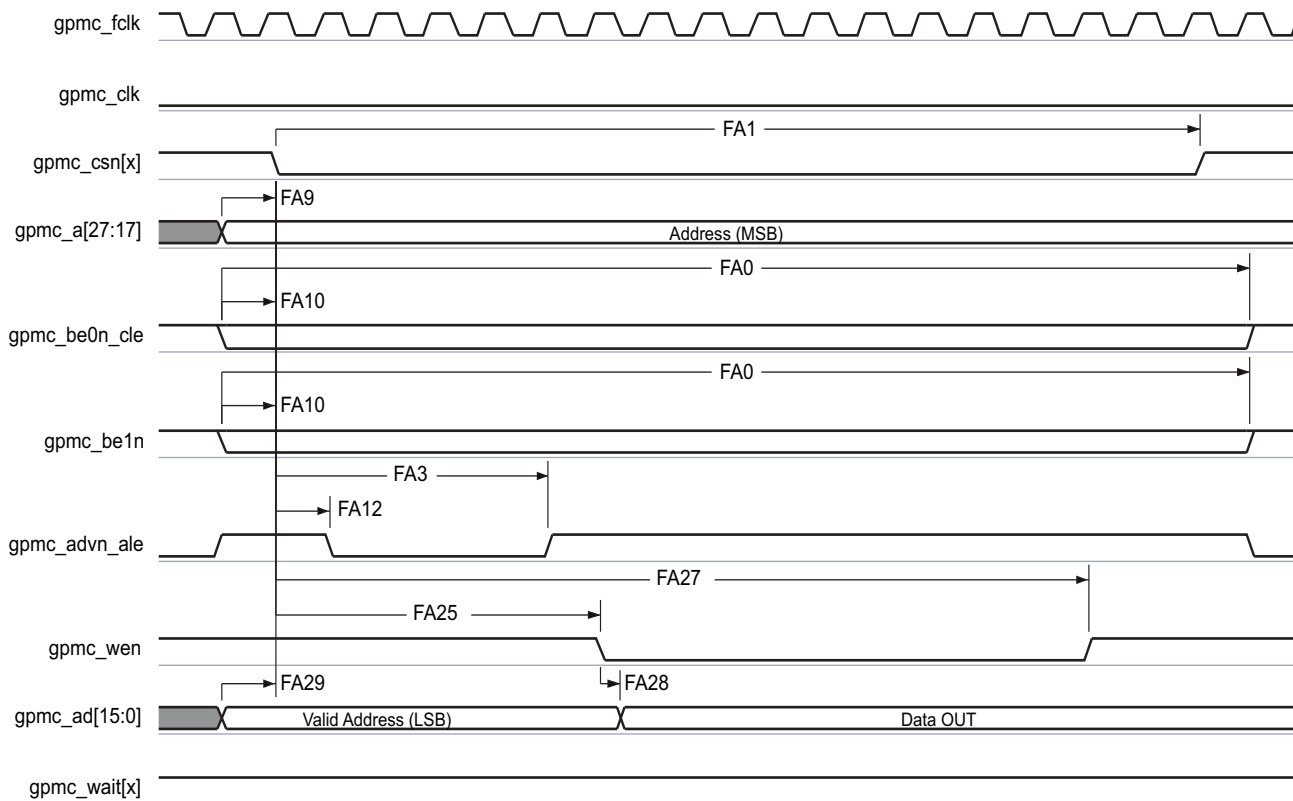 gpmc_fclk
gpmc_clk
FA1
gpmc_csn[x]
FA9
gpmc_a[27:17]
Address (MSB)
FA0
FA10
gpmc_be0n_cle
FA0
FA10
gpmc_be1n
FA3
FA12
gpmc_advn_ale
FA27
FA25
gpmc_wen
FA29
FA28
gpmc_ad[15:0]
Valid Address (LSB)
Data OUT
gpmc_wait[x]